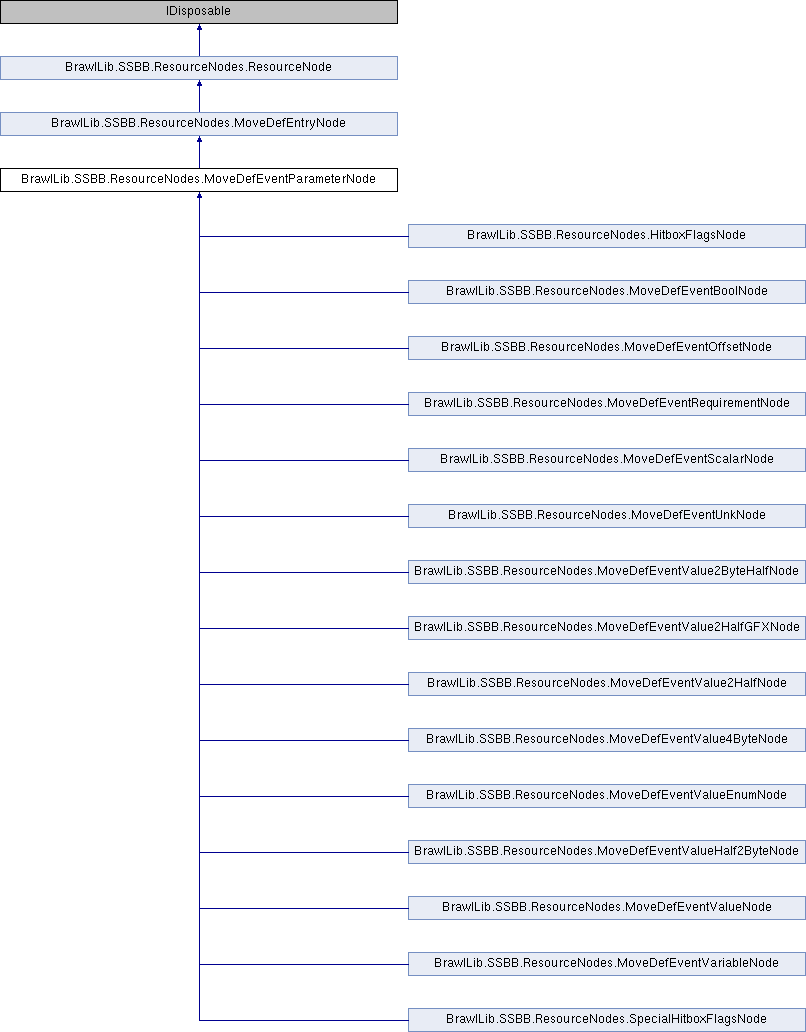 IDisposable
BrawlLib.SSBB.ResourceNodes.ResourceNode
BrawlLib.SSBB.ResourceNodes.MoveDefEntryNode
BrawlLib.SSBB.ResourceNodes.MoveDefEventParameterNode
BrawlLib.SSBB.ResourceNodes.HitboxFlagsNode
BrawlLib.SSBB.ResourceNodes.MoveDefEventBoolNode
BrawlLib.SSBB.ResourceNodes.MoveDefEventOffsetNode
BrawlLib.SSBB.ResourceNodes.MoveDefEventRequirementNode
BrawlLib.SSBB.ResourceNodes.MoveDefEventScalarNode
BrawlLib.SSBB.ResourceNodes.MoveDefEventUnkNode
BrawlLib.SSBB.ResourceNodes.MoveDefEventValue2ByteHalfNode
BrawlLib.SSBB.ResourceNodes.MoveDefEventValue2HalfGFXNode
BrawlLib.SSBB.ResourceNodes.MoveDefEventValue2HalfNode
BrawlLib.SSBB.ResourceNodes.MoveDefEventValue4ByteNode
BrawlLib.SSBB.ResourceNodes.MoveDefEventValueEnumNode
BrawlLib.SSBB.ResourceNodes.MoveDefEventValueHalf2ByteNode
BrawlLib.SSBB.ResourceNodes.MoveDefEventValueNode
BrawlLib.SSBB.ResourceNodes.MoveDefEventVariableNode
BrawlLib.SSBB.ResourceNodes.SpecialHitboxFlagsNode